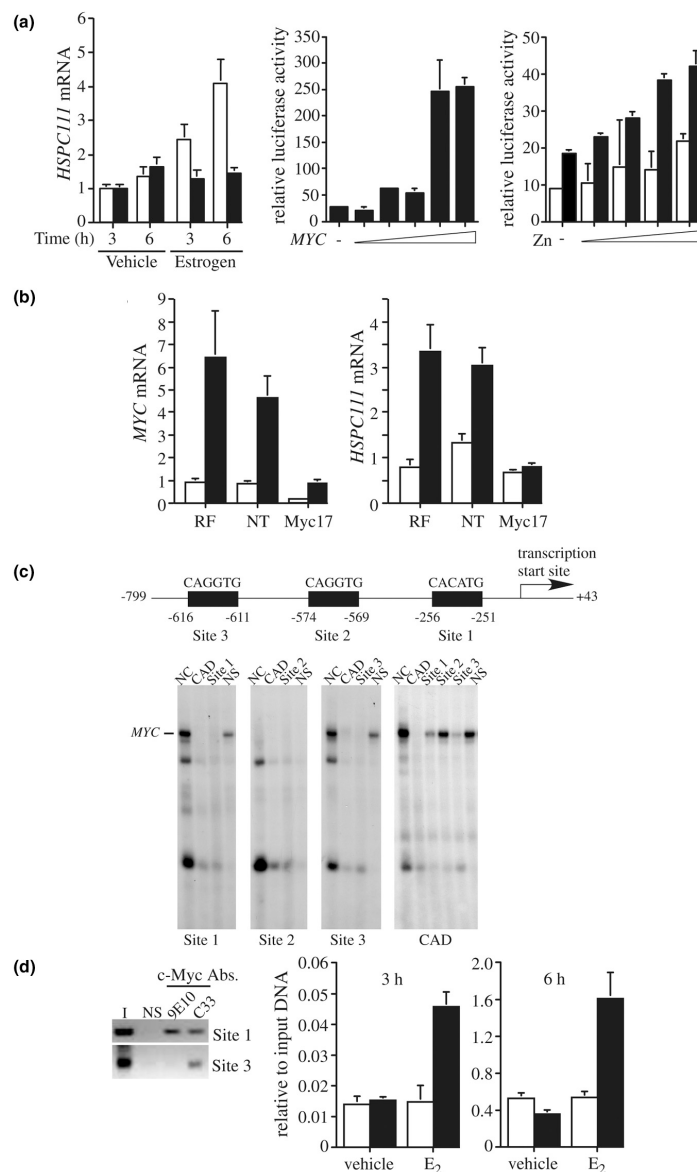 (a)
HSPC111 mRNA
6
5
4
3
2
1
0
Time (h) 3 6 3 6
Vehicle Estrogen
relative luciferase activity
350
300
250
200
150
100
50
0
MYC -
relative luciferase activity
50
40
30
20
10
0
Zn -
(b)
MYC mRNA
9
8
7
6
5
4
3
2
1
0
RF NT Myc17
HSPC111 mRNA
4
3
2
1
0
RF NT Myc17
(c)
transcription
start site
CAGGTG CAGGTG CACATG
-799 +43
-616 -611 -574 -569 -256 -251
Site 3 Site 2 Site 1
NC CAD Site 1 NS
NC CAD Site 2 NS
NC CAD Site 3 NS
NC CAD Site 1 Site 2 Site 3 NS
MYC
Site 1 Site 2 Site 3 CAD
(d)
c-Myc Abs.
I NS 9E10 C33
Site 1
Site 3
relative to input DNA
0.06
0.05
0.04
0.03
0.02
0.01
0
3 h
vehicle E2
2.0
1.6
1.2
0.8
0.4
0
6 h
vehicle E2